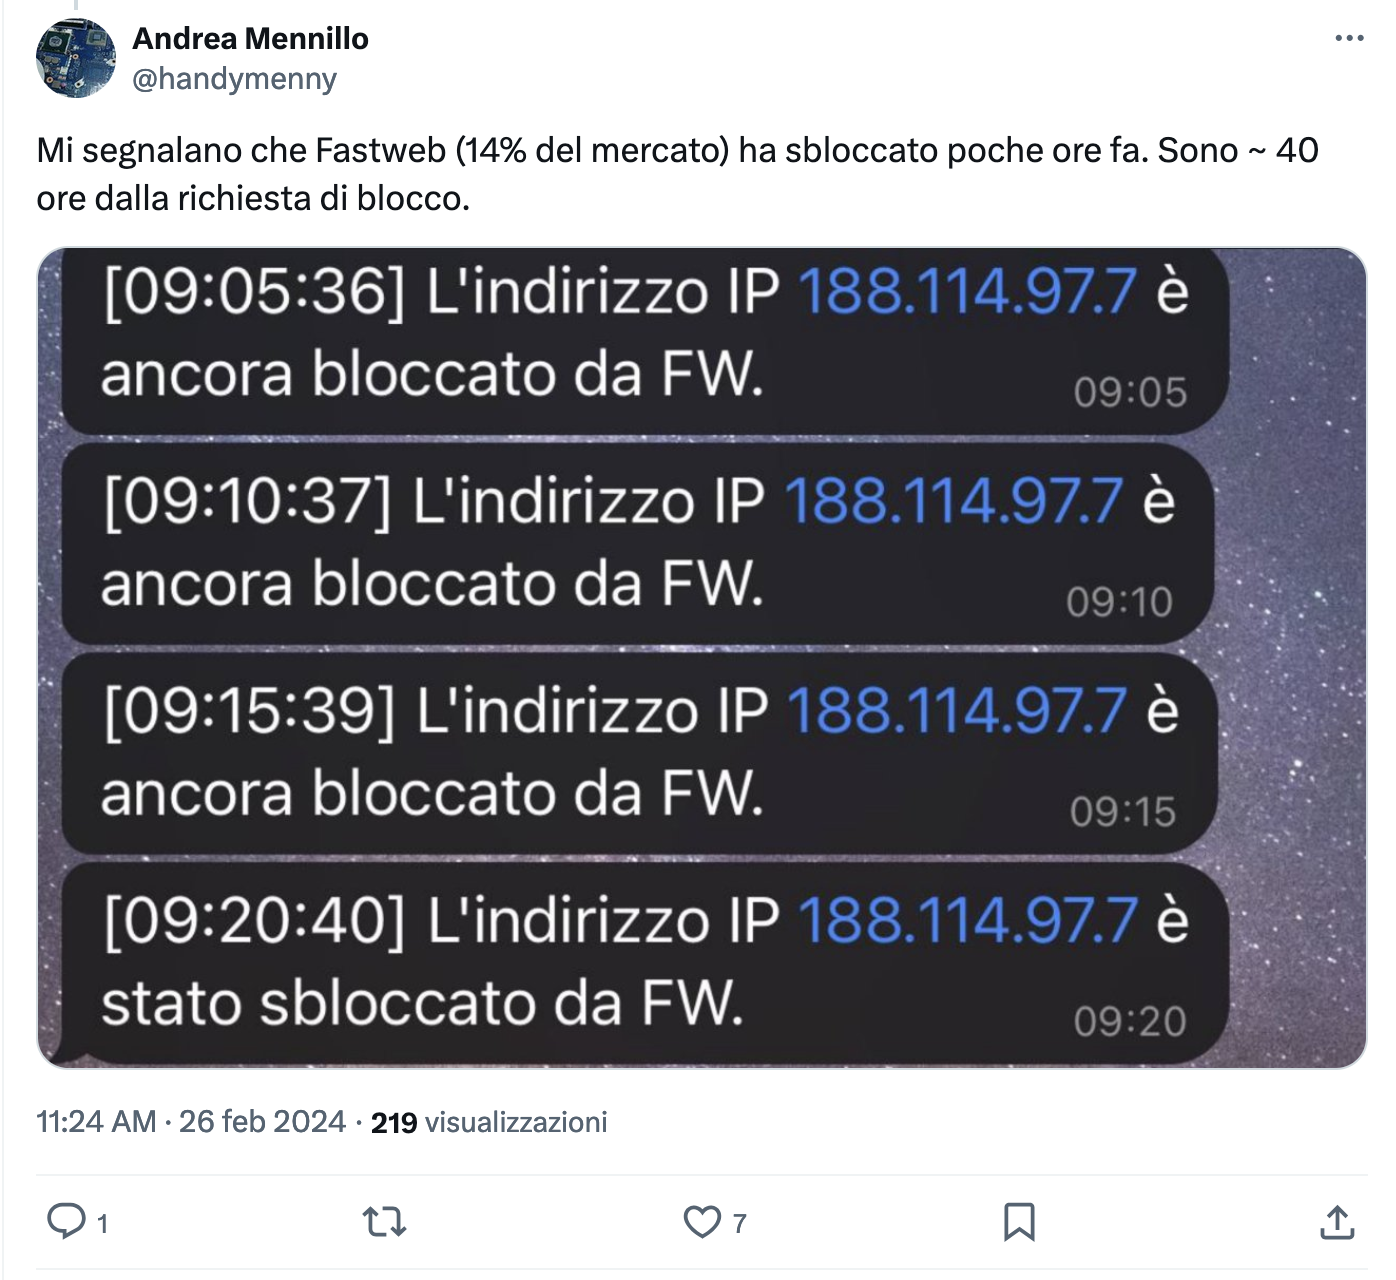 Andrea Mennillo
@handymenny
Mi segnalano che Fastweb (14% del mercato) ha sbloccato poche ore fa. Sono ~ 40
ore dalla richiesta di blocco.
[09:05:36] L'indirizzo IP 188.114.97.7 è
ancora bloccato da FW.
09:05
[09:10:37] L'indirizzo IP 188.114.97.7 è
ancora bloccato da FW.
09:10
[09:15:39] L'indirizzo IP 188.114.97.7 è
ancora bloccato da FW.
09:15
[09:20:40] L'indirizzo IP 188.114.97.7 è
stato sbloccato da FW.
09:20
11:24 AM · 26 feb 2024 · 219 visualizzazioni
1
7